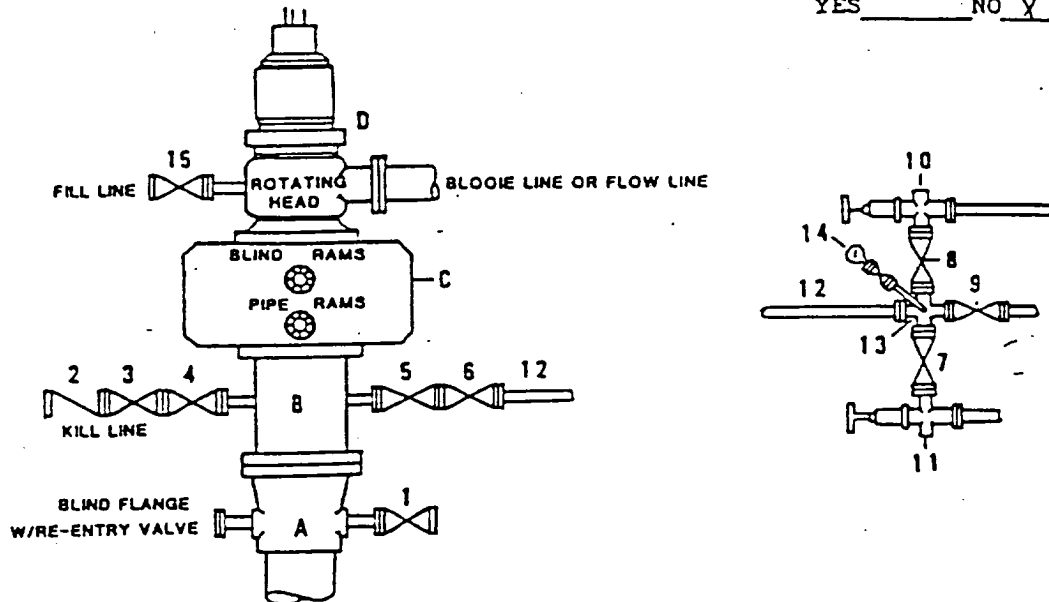 YES NO X
D
15
10
FILL LINE
ROTATING HEAD
BLOOIE LINE OR FLOW LINE
14
8
BLIND RAMS
C
9
PIPE RAMS
12
13
2 3 4
5 6 12
7
B
KILL LINE
11
BLIND FLANGE
W/RE-ENTRY VALVE
1
A